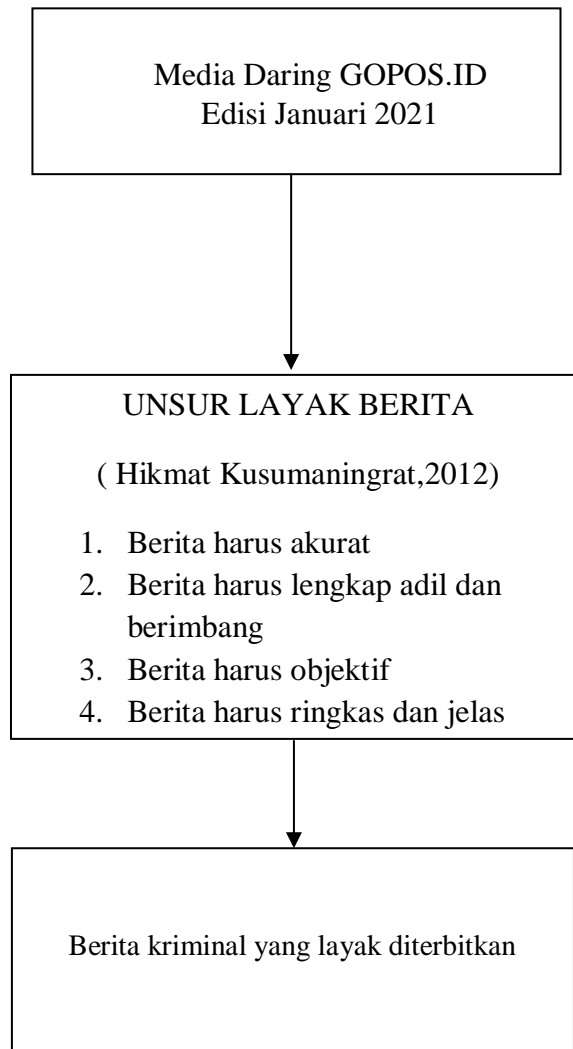 Media Daring GOPOS.ID
Edisi Januari 2021
UNSUR LAYAK BERITA
( Hikmat Kusumaningrat,2012)
1. Berita harus akurat
2. Berita harus lengkap adil dan
berimbang
3. Berita harus objektif
4. Berita harus ringkas dan jelas
Berita kriminal yang layak diterbitkan